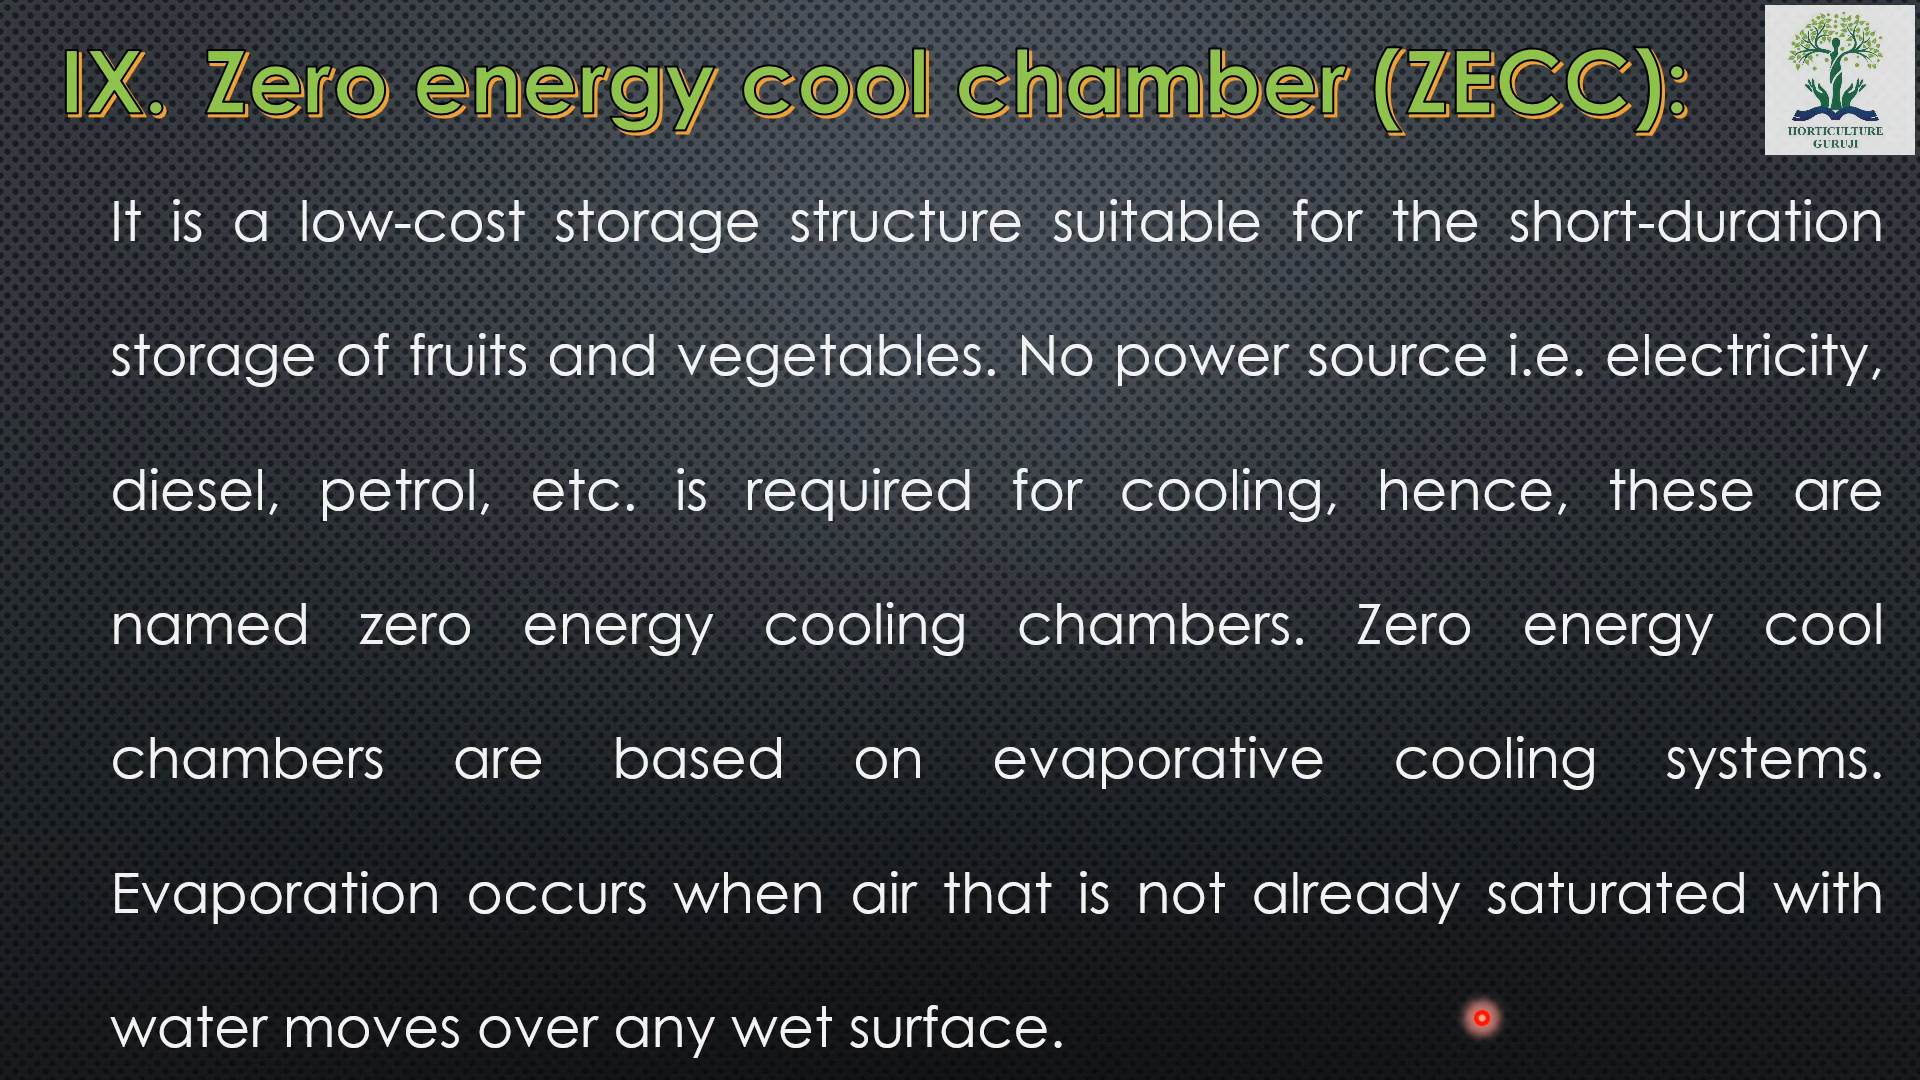 IX. Zero energy cool chamber (ZECC):
HORTICULTURE
GURUJI
It is a low-cost storage structure suitable for the short-duration
storage of fruits and vegetables. No power source i.e. electricity,
diesel, petrol, etc. is required for cooling, hence, these are
named zero energy cooling chambers. Zero energy cool
chambers are based on evaporative cooling systems.
Evaporation occurs when air that is not already saturated with
water moves over any wet surface.